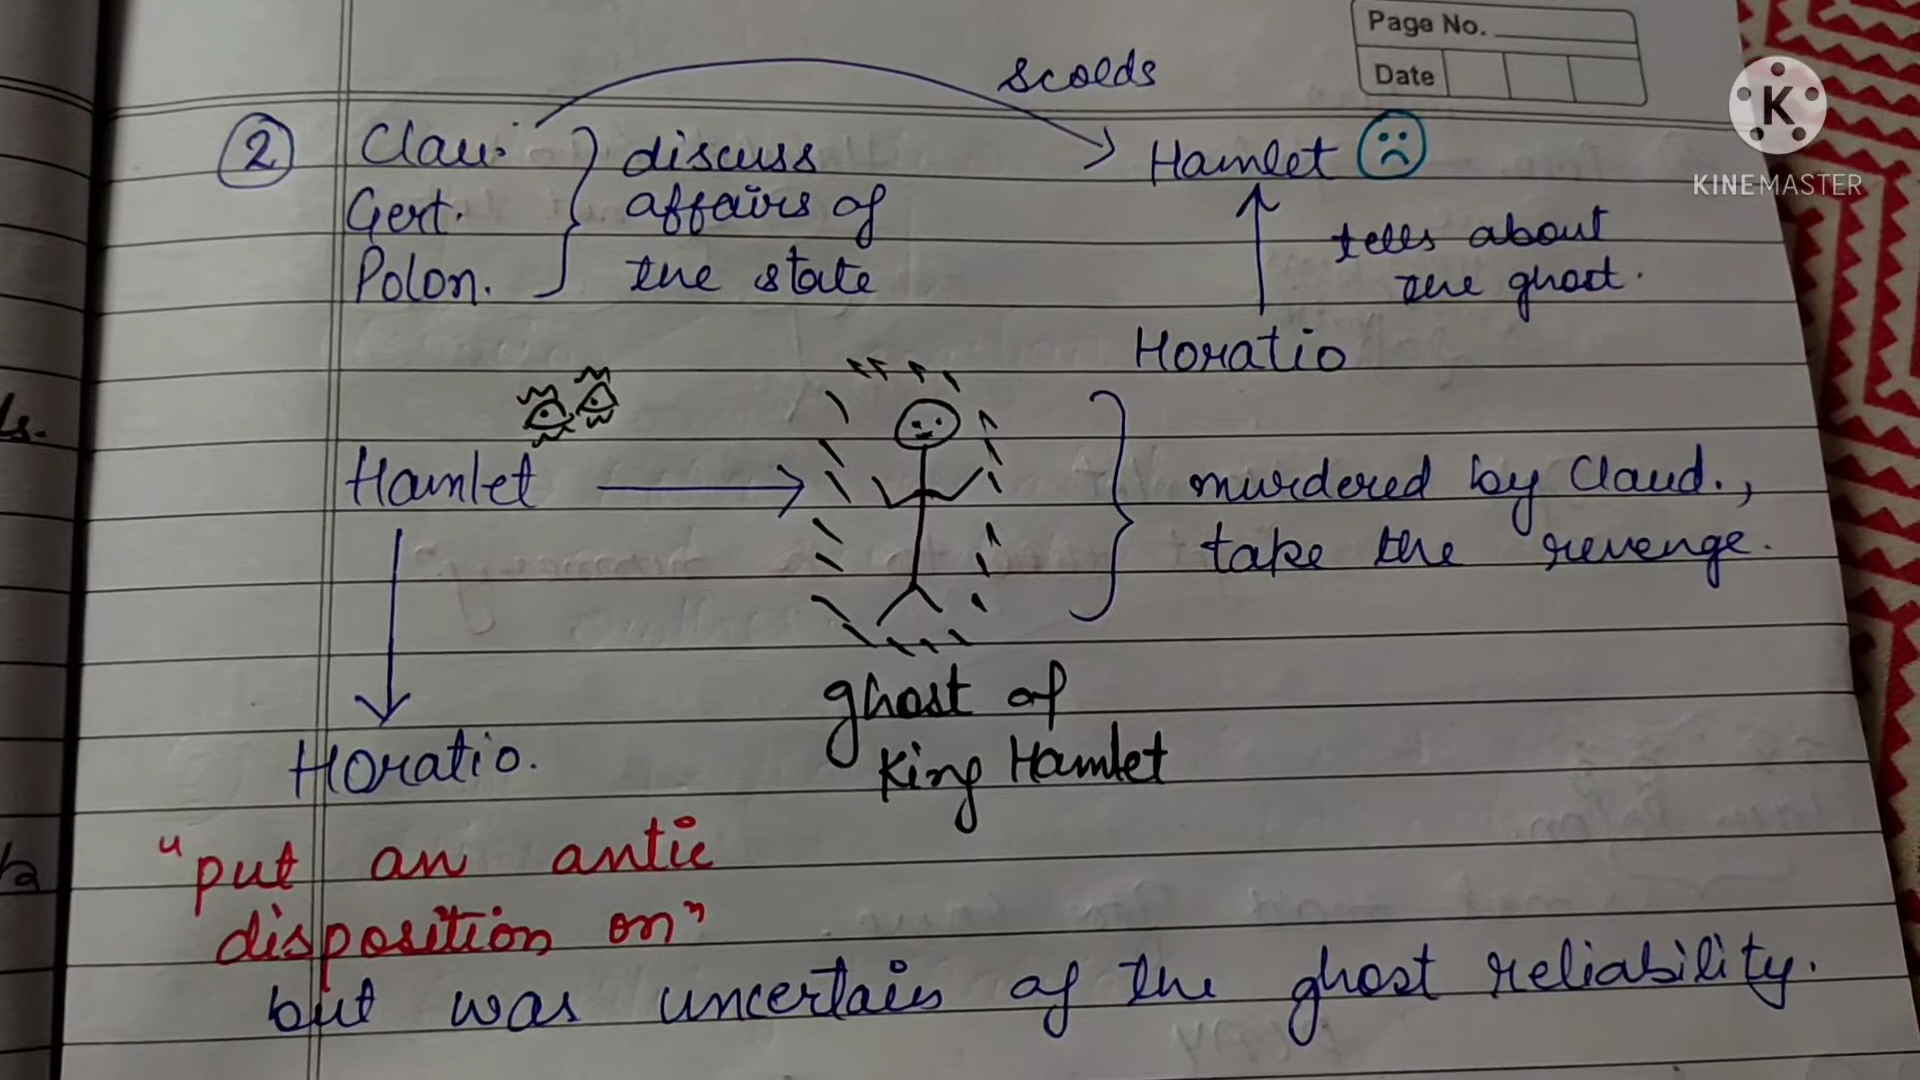 Page No.
Date
K
KINEMASTER
scolds
② Clau. } discuss
Gert. affairs of
Polon. the state
Hamlet
tells about
the ghost.
Horatio
Hamlet
murdered by Claud.,
take the revenge.
ghost of
King Hamlet
Horatio.
"put an antic
disposition on"
but was uncertain of the ghost reliability.